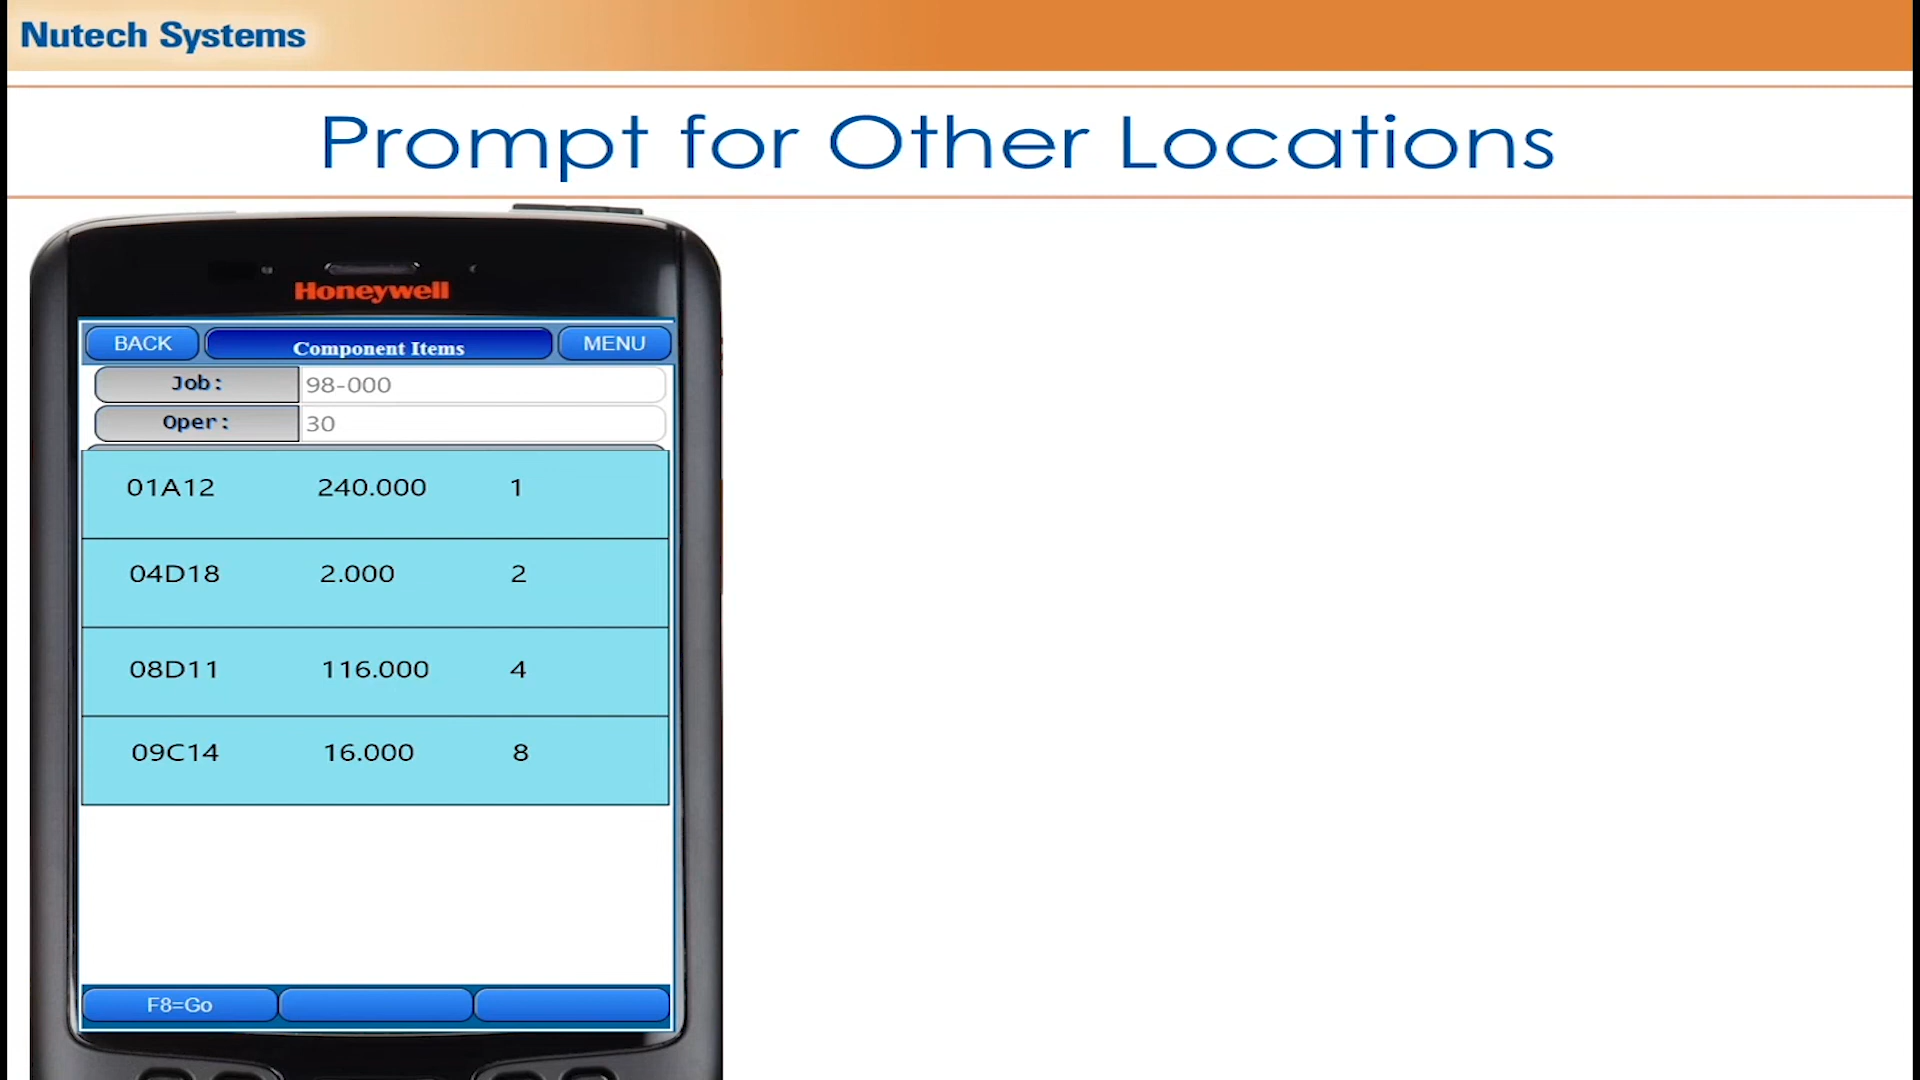 Nutech Systems
Prompt for Other Locations
Honeywell
BACK Component Items MENU
Job: 98-000
Oper: 30
01A12 240.000 1
04D18 2.000 2
08D11 116.000 4
09C14 16.000 8
F8=Go